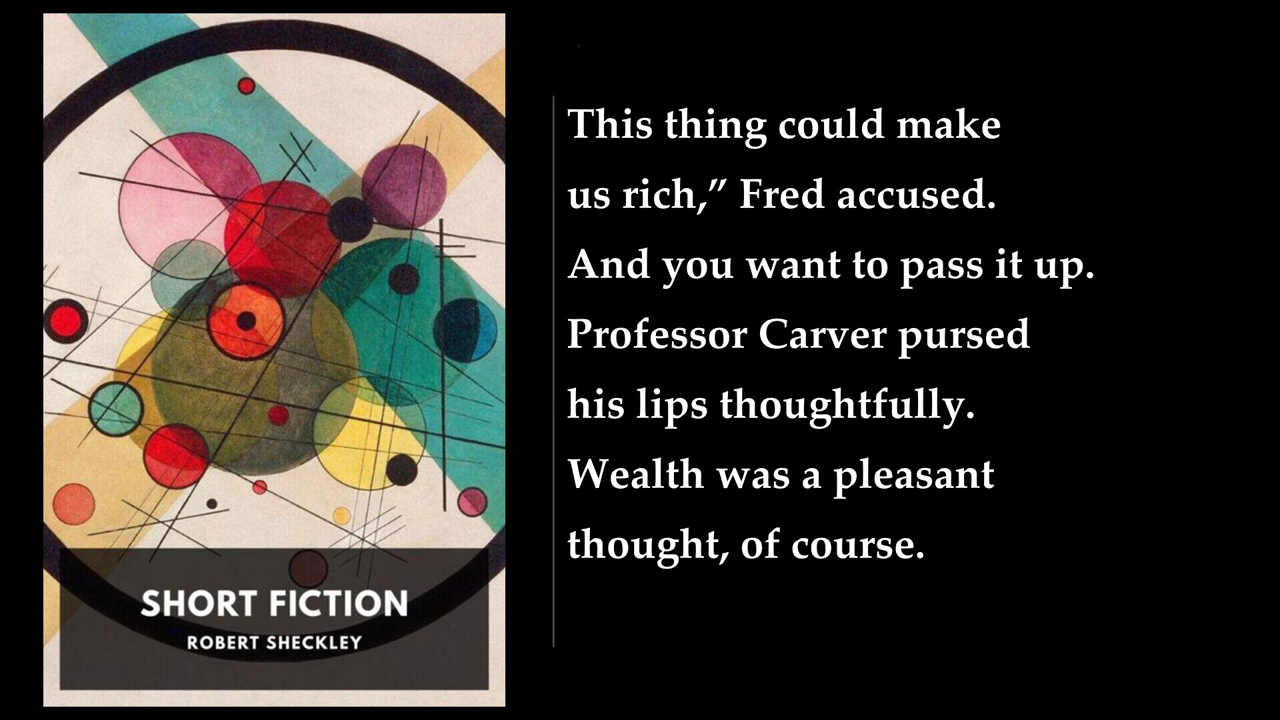 SHORT FICTION
ROBERT SHECKLEY
This thing could make
us rich,” Fred accused.
And you want to pass it up.
Professor Carver pursed
his lips thoughtfully.
Wealth was a pleasant
thought, of course.